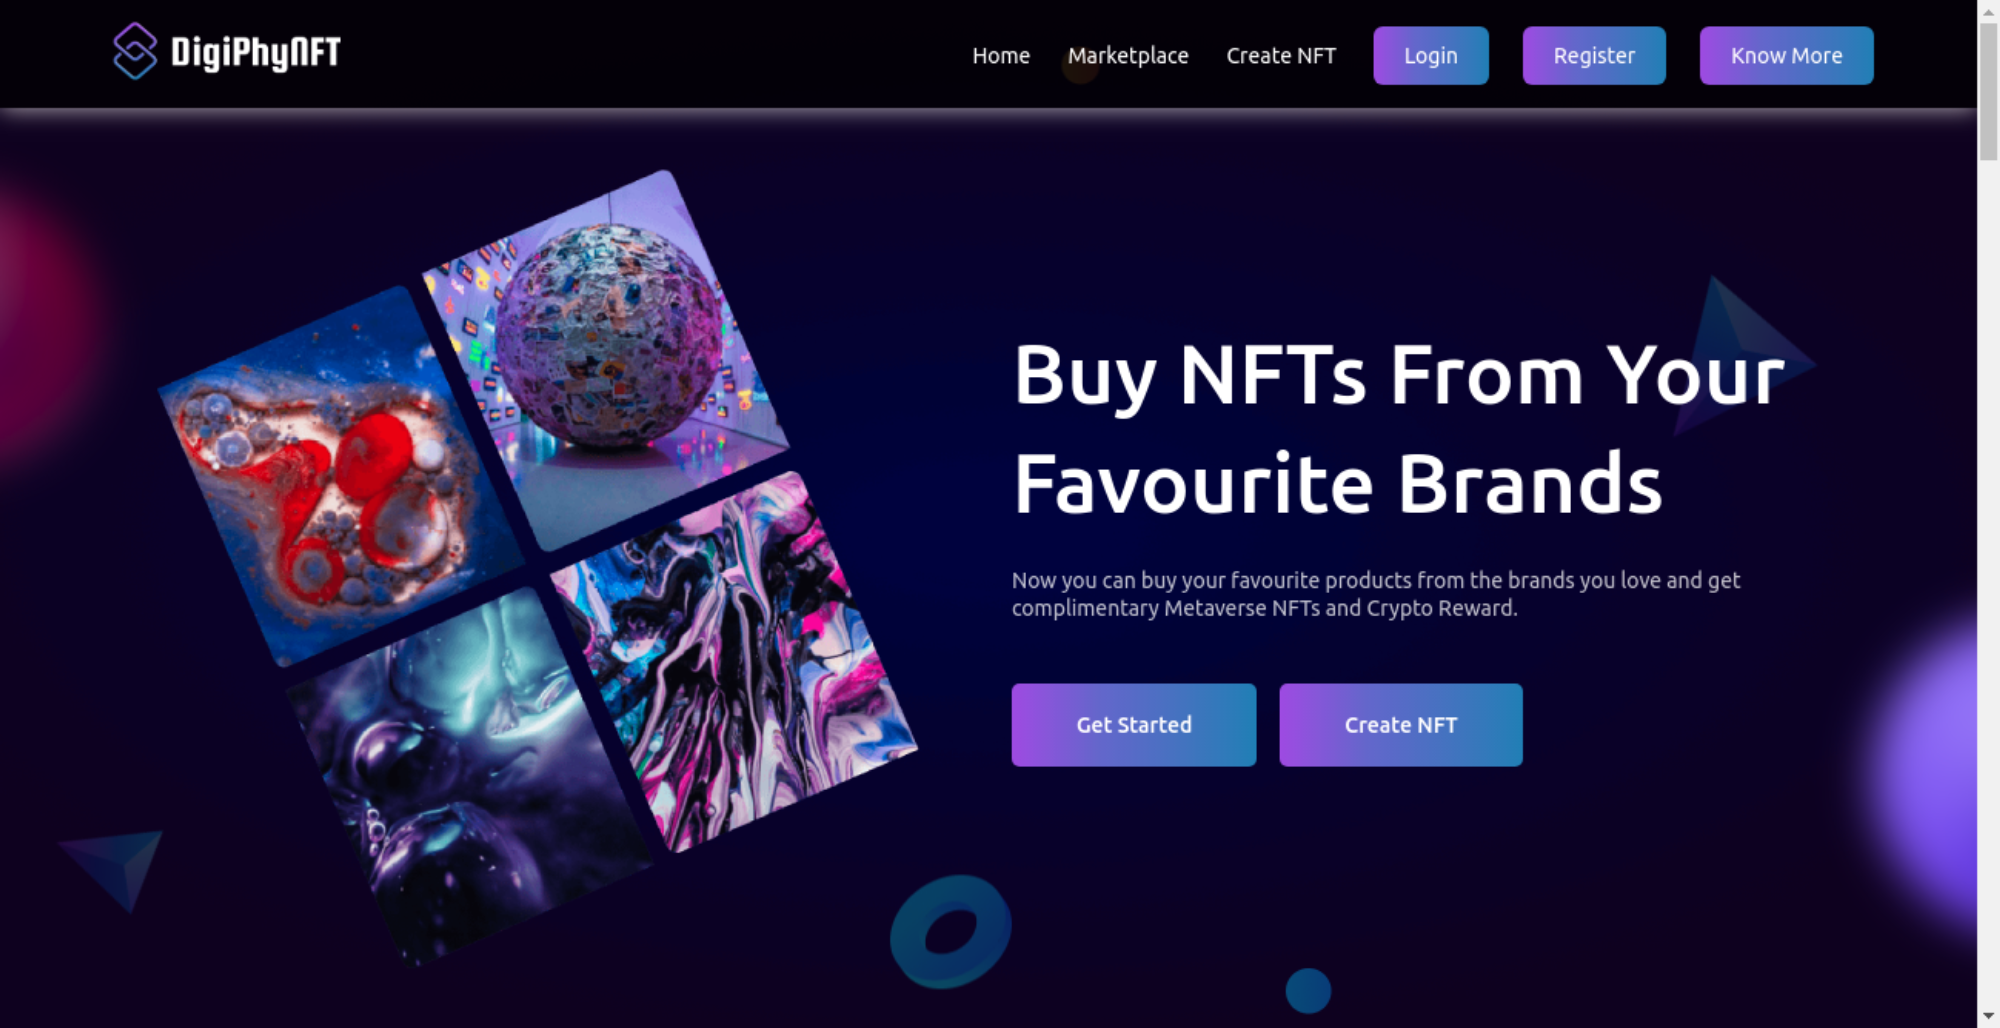 DigiPhyNFT
Home Marketplace Create NFT Login Register Know More
Buy NFTs From Your
Favourite Brands
Now you can buy your favourite products from the brands you love and get
complimentary Metaverse NFTs and Crypto Reward.
Get Started Create NFT